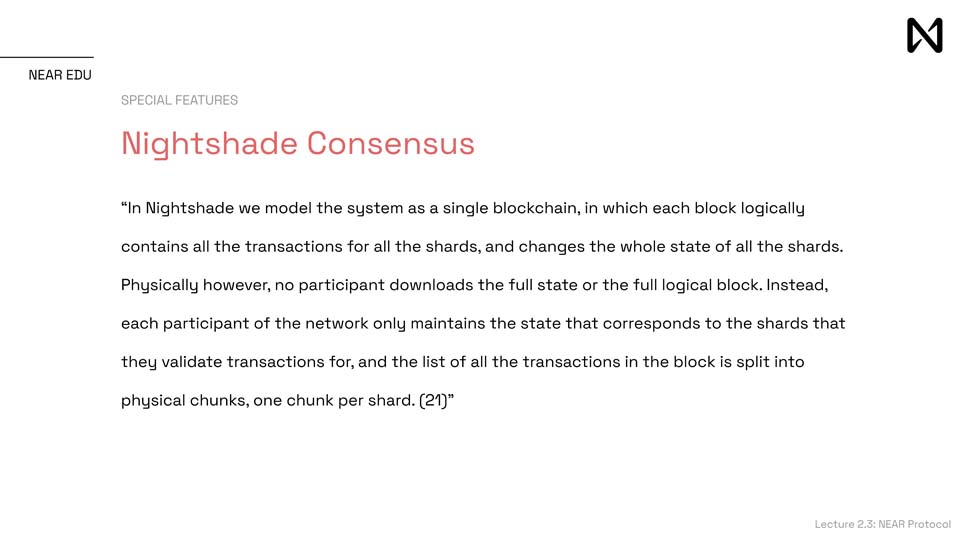 NEAR EDU
SPECIAL FEATURES
Nightshade Consensus
“In Nightshade we model the system as a single blockchain, in which each block logically
contains all the transactions for all the shards, and changes the whole state of all the shards.
Physically however, no participant downloads the full state or the full logical block. Instead,
each participant of the network only maintains the state that corresponds to the shards that
they validate transactions for, and the list of all the transactions in the block is split into
physical chunks, one chunk per shard. (21)”
Lecture 2.3: NEAR Protocol